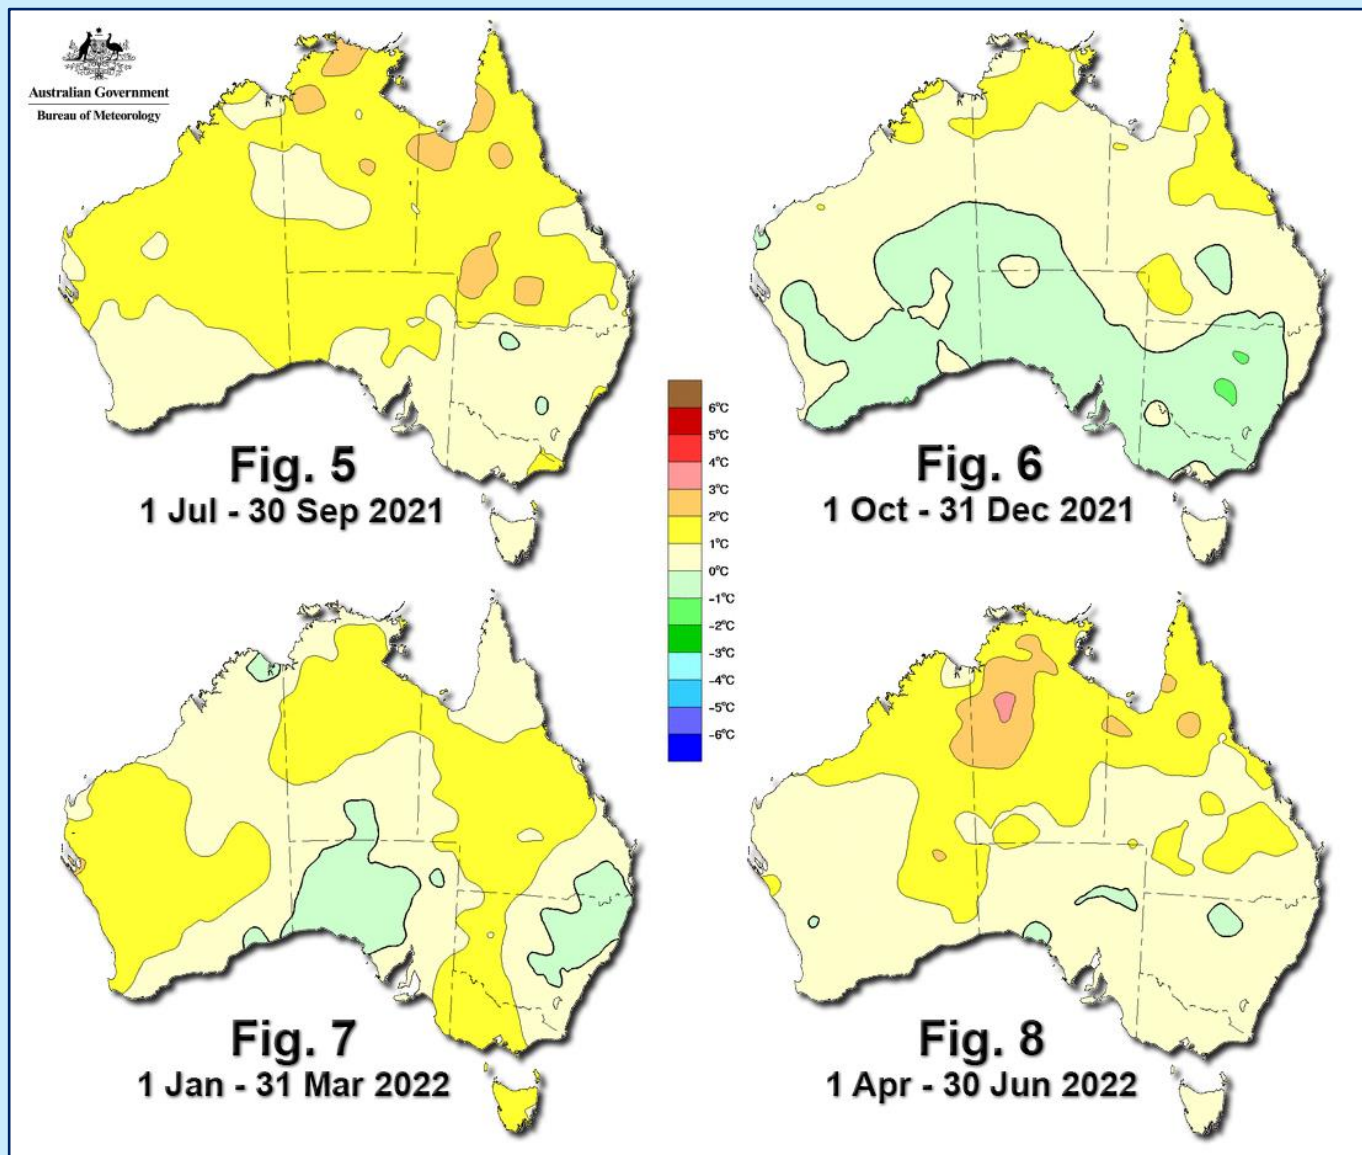 Australian Government
Bureau of Meteorology
Fig. 5
1 Jul - 30 Sep 2021
Fig. 6
1 Oct - 31 Dec 2021
6°C
5°C
4°C
3°C
2°C
1°C
0°C
-1°C
-2°C
-3°C
-4°C
-5°C
-6°C
Fig. 7
1 Jan - 31 Mar 2022
Fig. 8
1 Apr - 30 Jun 2022